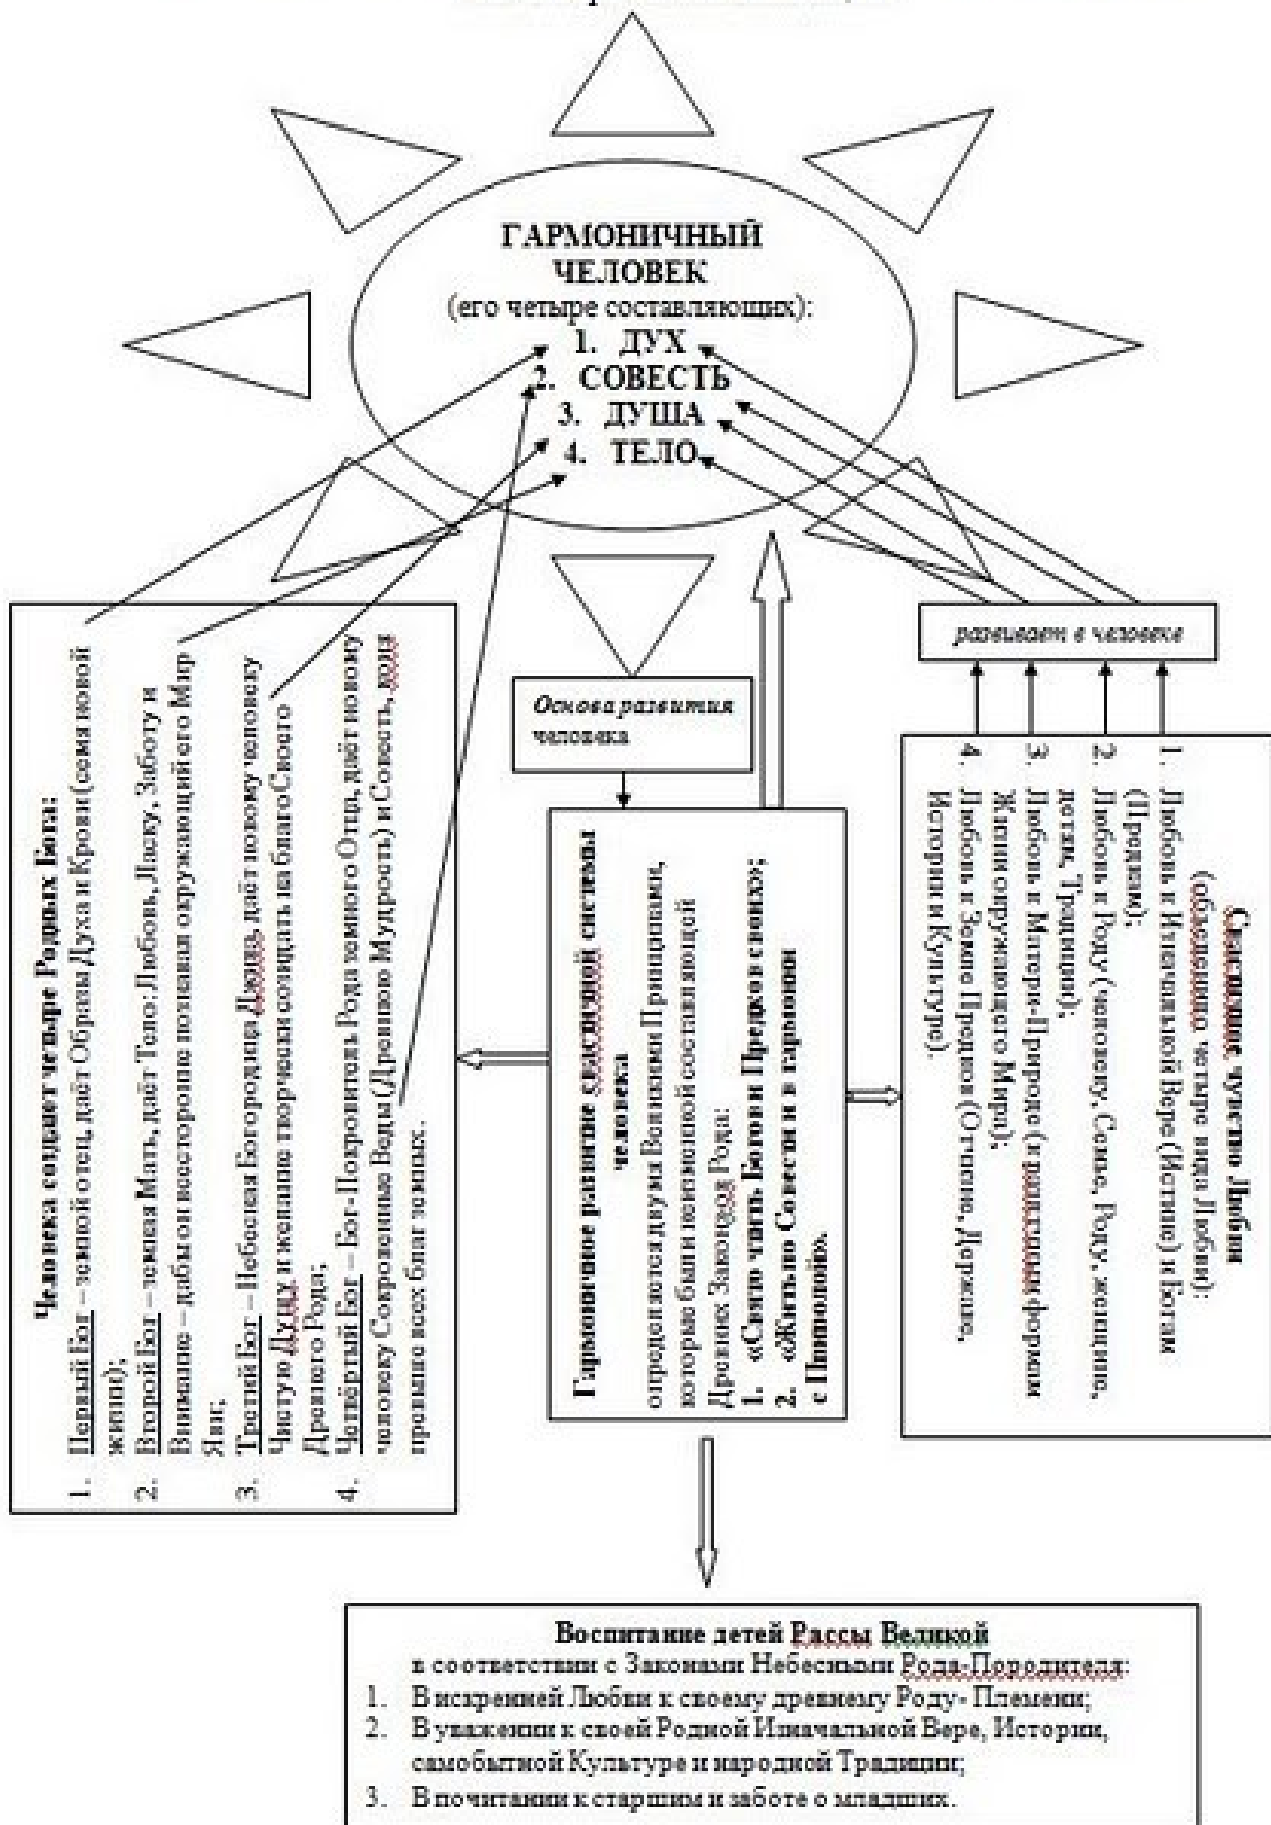 ГАРМОНИЧНЫЙ
ЧЕЛОВЕК
(его четыре составляющих):
1. ДУХ
2. СОВЕСТЬ
3. ДУША
4. ТЕЛО
Человека создает четыре Родных Бога:
1. Первый Бог – земной отец, даёт Образы Духа и Крови (семя новой
жизни);
2. Второй Бог – земная Мать, даёт Тело: Любовь, Ласку, Заботу и
Внимание – дабы он всесторонне познавал окружающий его Мир
Яви;
3. Третий Бог – Небесная Богородица Джива, даёт новому человеку
Чистую Душу и желание творчески созидать на благо Своего
Древнего Рода;
4. Четвёртый Бог – Бог-Покровитель Рода земного Отца, даёт новому
человеку Сокровенные Веды (Древнюю Мудрость) и Совесть, коия
превыше всех благ земных.
Основа развития
человека
Гармоничное развитие свастичной системы
человека
определяются двумя Великими Принципами,
которые были неизменной составляющей
Древних Законов Рода:
1. «Свято чтить Богов и Предков своих»;
2. «Жить по Совести и в гармонии
с Природой».
развивает в человеке
чувство Любви
(объединено четыре вида Любви):
1. Любовь к Изначальной Вере (Истине) и Богам
(Предкам);
2. Любовь к Роду (человеку, Семье, Роду, женщине,
детям, Традиции);
3. Любовь к Матери-Природе (к различным формам
Жизни окружающего Мира);
4. Любовь к Земле Предков (Отчизне, Державе,
Истории и Культуре).
Воспитание детей Рассы Великой
в соответствии с Законами Небесными Рода-Породителя:
1. В искренней Любви к своему древнему Роду- Племени;
2. В уважении к своей Родной Изначальной Вере, Истории,
самобытной Культуре и народной Традиции;
3. В почитании к старшим и заботе о младших.